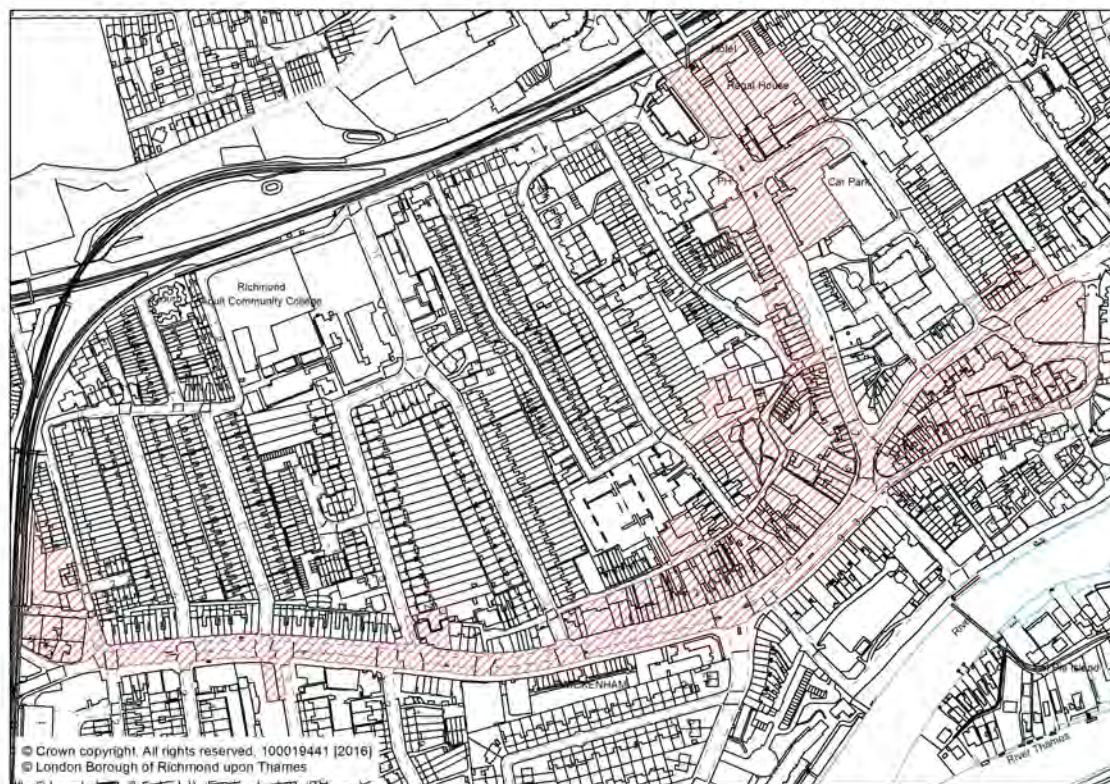 Hotel
Regal House
PH
Car Park
Richmond
Adult Community College
River Thames
© Crown copyright. All rights reserved. 100019441 [2016]
© London Borough of Richmond upon Thames